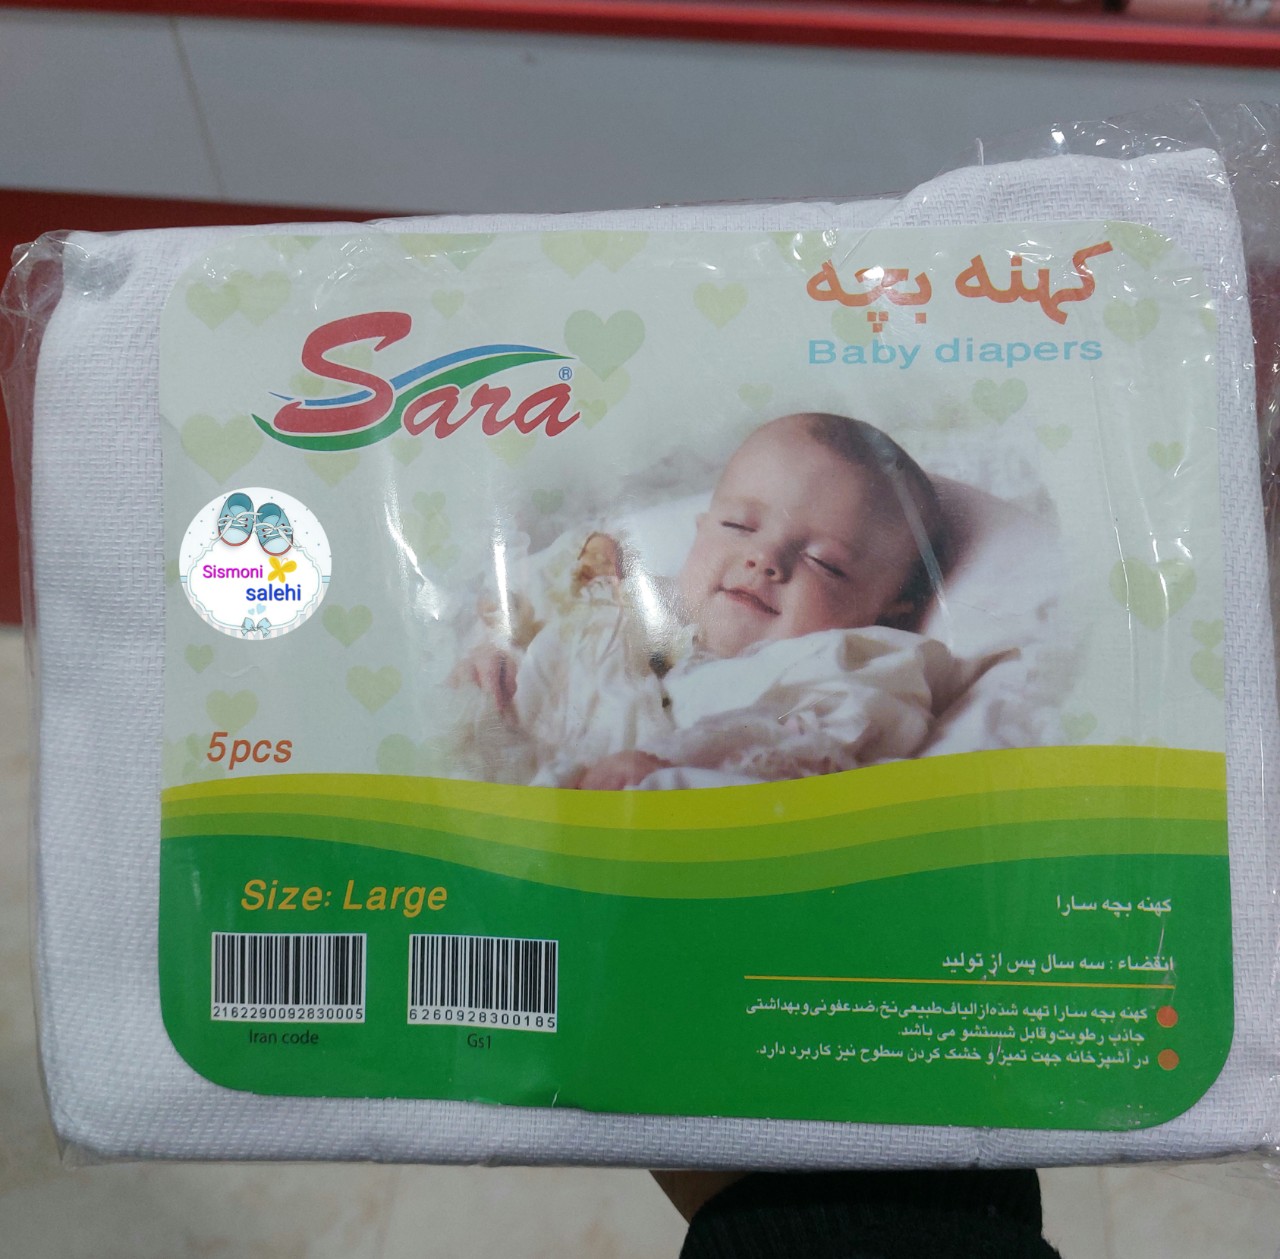 کهنه بچه
Baby diapers
Sara®
Sismoni
salehi
5pcs
Size: Large
2162290092830005
Iran code
6260928300185
Gs1
کهنه بچه سارا
انقضاء : سه سال پس از تولید
کهنه بچه سارا تهیه شده از الیاف طبیعی نخ، ضد عفونی و بهداشتی
جاذب رطوبت و قابل شستشو می باشد.
در آشپزخانه جهت تمیز و خشک کردن سطوح نیز کاربرد دارد.